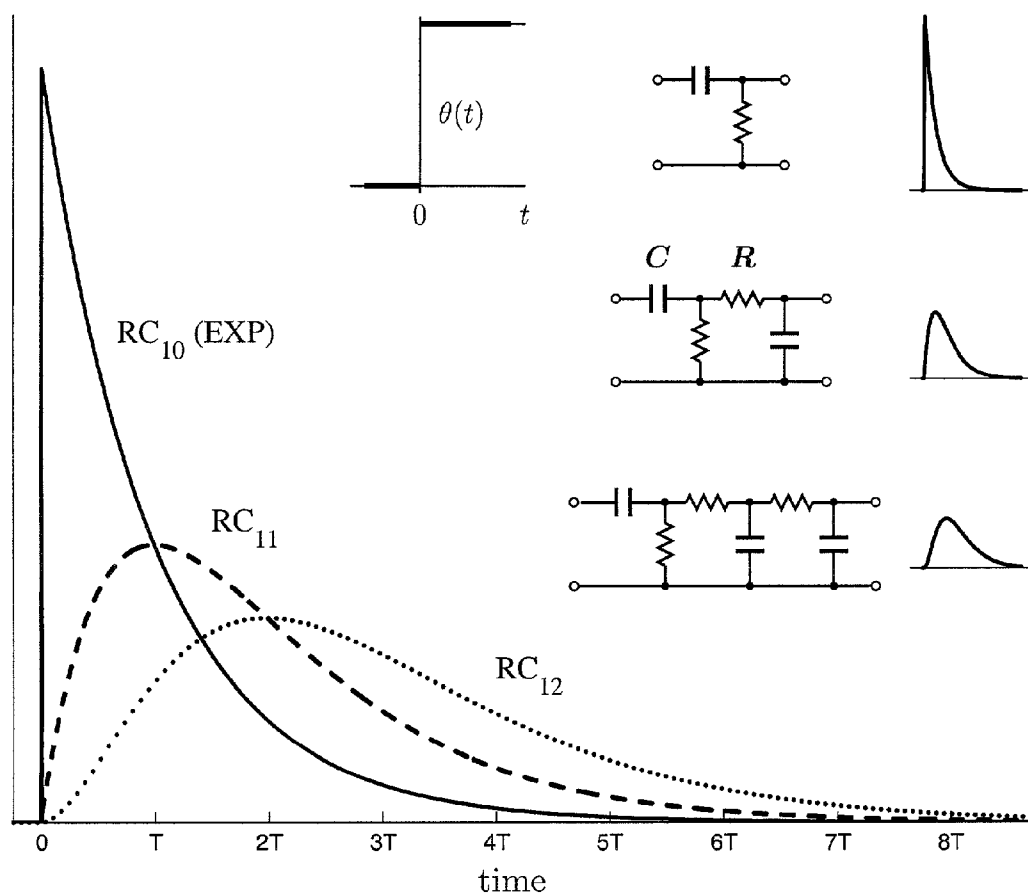 θ(t)
0 t
C R
RC10 (EXP)
RC11
RC12
0 T 2T 3T 4T 5T 6T 7T 8T
time